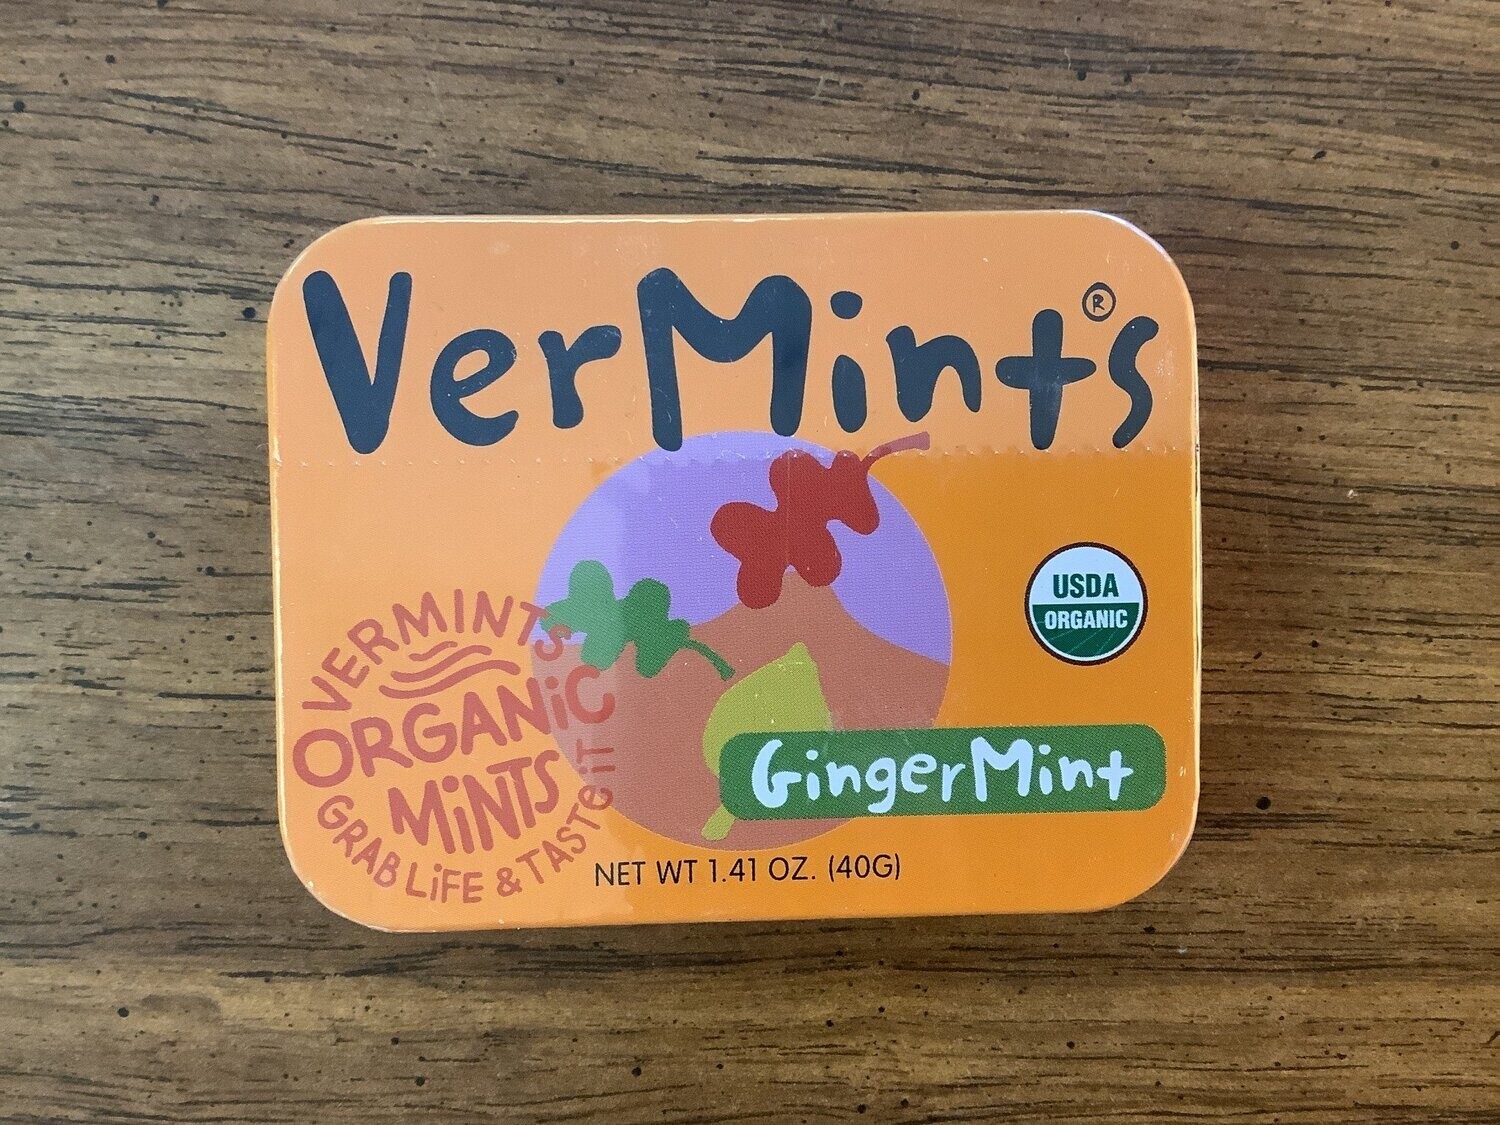 VerMints®
USDA
ORGANIC
VERMINTS
ORGANiC
MiNTS
GRAB LiFE & TASTE iT
GingerMint
NET WT 1.41 OZ. (40G)